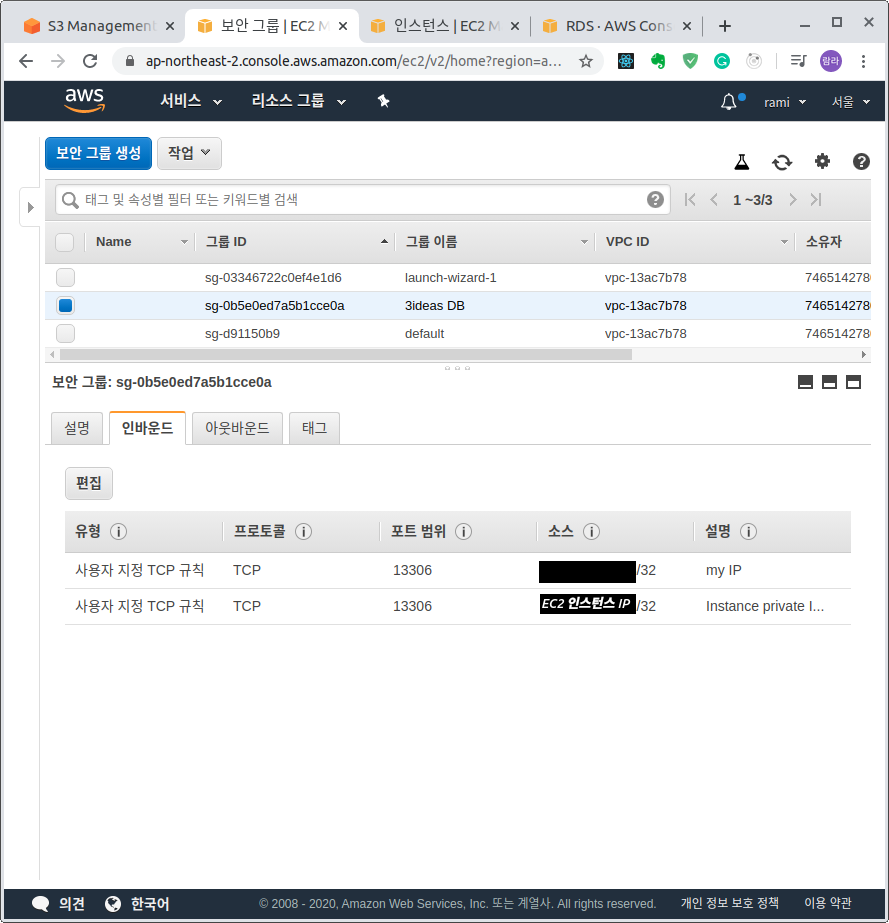 S3 Management
보안 그룹 | EC2 M
인스턴스 | EC2 M
RDS · AWS Cons
ap-northeast-2.console.aws.amazon.com/ec2/v2/home?region=a...
람라
aws
서비스
리소스 그룹
rami
서울
보안 그룹 생성
작업
태그 및 속성별 필터 또는 키워드별 검색
1 ~3/3
Name 그룹 ID 그룹 이름 VPC ID 소유자
sg-03346722c0ef4e1d6 launch-wizard-1 vpc-13ac7b78 7465142780
sg-0b5e0ed7a5b1cce0a 3ideas DB vpc-13ac7b78 7465142780
sg-d91150b9 default vpc-13ac7b78 7465142780
보안 그룹: sg-0b5e0ed7a5b1cce0a
설명 인바운드 아웃바운드 태그
편집
유형 프로토콜 포트 범위 소스 설명
사용자 지정 TCP 규칙 TCP 13306 /32 my IP
사용자 지정 TCP 규칙 TCP 13306 EC2 인스턴스 IP /32 Instance private I...
의견 한국어 © 2008 - 2020, Amazon Web Services, Inc. 또는 계열사. All rights reserved. 개인 정보 보호 정책 이용 약관